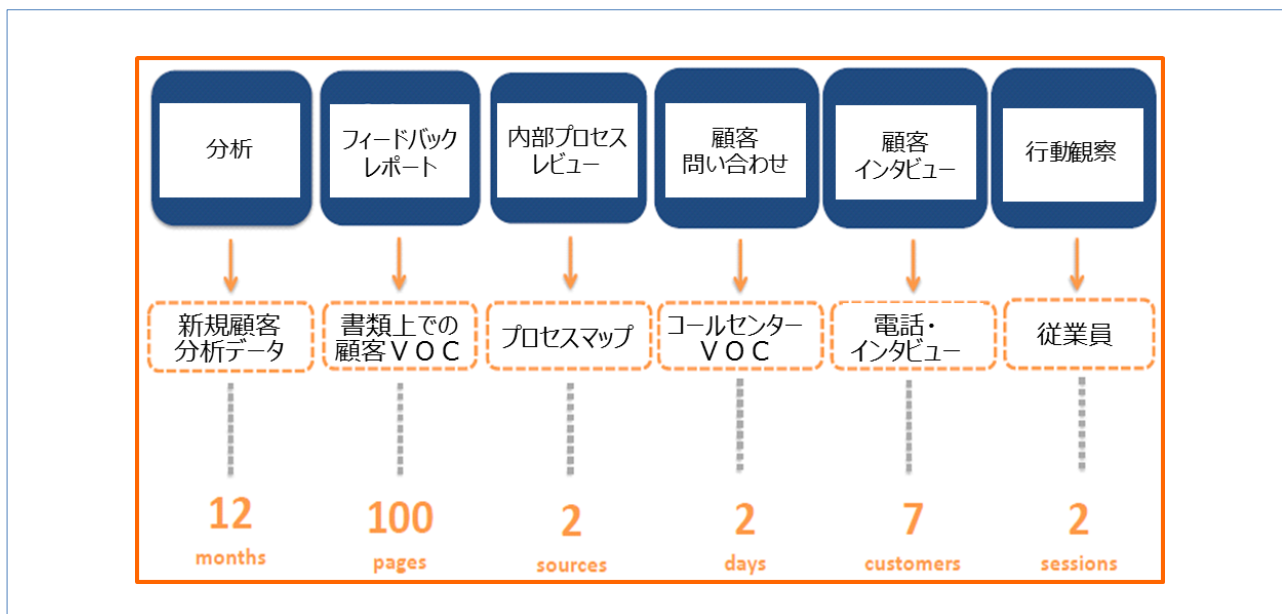 分析
フィードバック
レポート
内部プロセス
レビュー
顧客
問い合わせ
顧客
インタビュー
行動観察
新規顧客
分析データ
書類上での
顧客ＶＯＣ
プロセスマップ
コールセンター
ＶＯＣ
電話・
インタビュー
従業員
12
months
100
pages
2
sources
2
days
7
customers
2
sessions